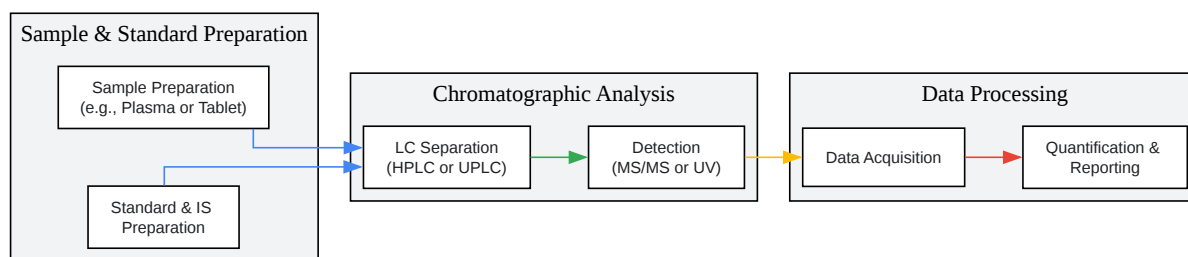 Sample & Standard Preparation
Sample Preparation
(e.g., Plasma or Tablet)
Standard & IS
Preparation
Chromatographic Analysis
LC Separation
(HPLC or UPLC)
Detection
(MS/MS or UV)
Data Processing
Data Acquisition
Quantification &
Reporting